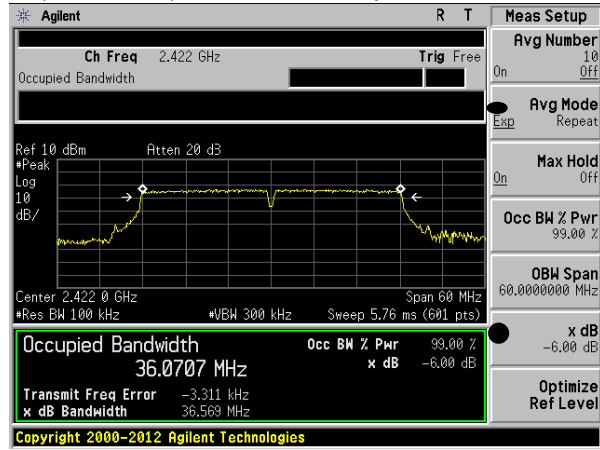 Agilent R T Meas Setup
Avg Number
10
On Off
Ch Freq 2.422 GHz Trig Free
Occupied Bandwidth
Avg Mode
Exp Repeat
Max Hold
On Off
Occ BW % Pwr
99.00 %
OBW Span
60.0000000 MHz
x dB
-6.00 dB
Optimize
Ref Level
Ref 10 dBm Atten 20 dB
#Peak
Log
10
dB/
Center 2.422 0 GHz Span 60 MHz
#Res BW 100 kHz #VBW 300 kHz Sweep 5.76 ms (601 pts)
Occupied Bandwidth Occ BW % Pwr 99.00 %
36.0707 MHz x dB -6.00 dB
Transmit Freq Error -3.311 kHz
x dB Bandwidth 36.569 MHz
Copyright 2000-2012 Agilent Technologies